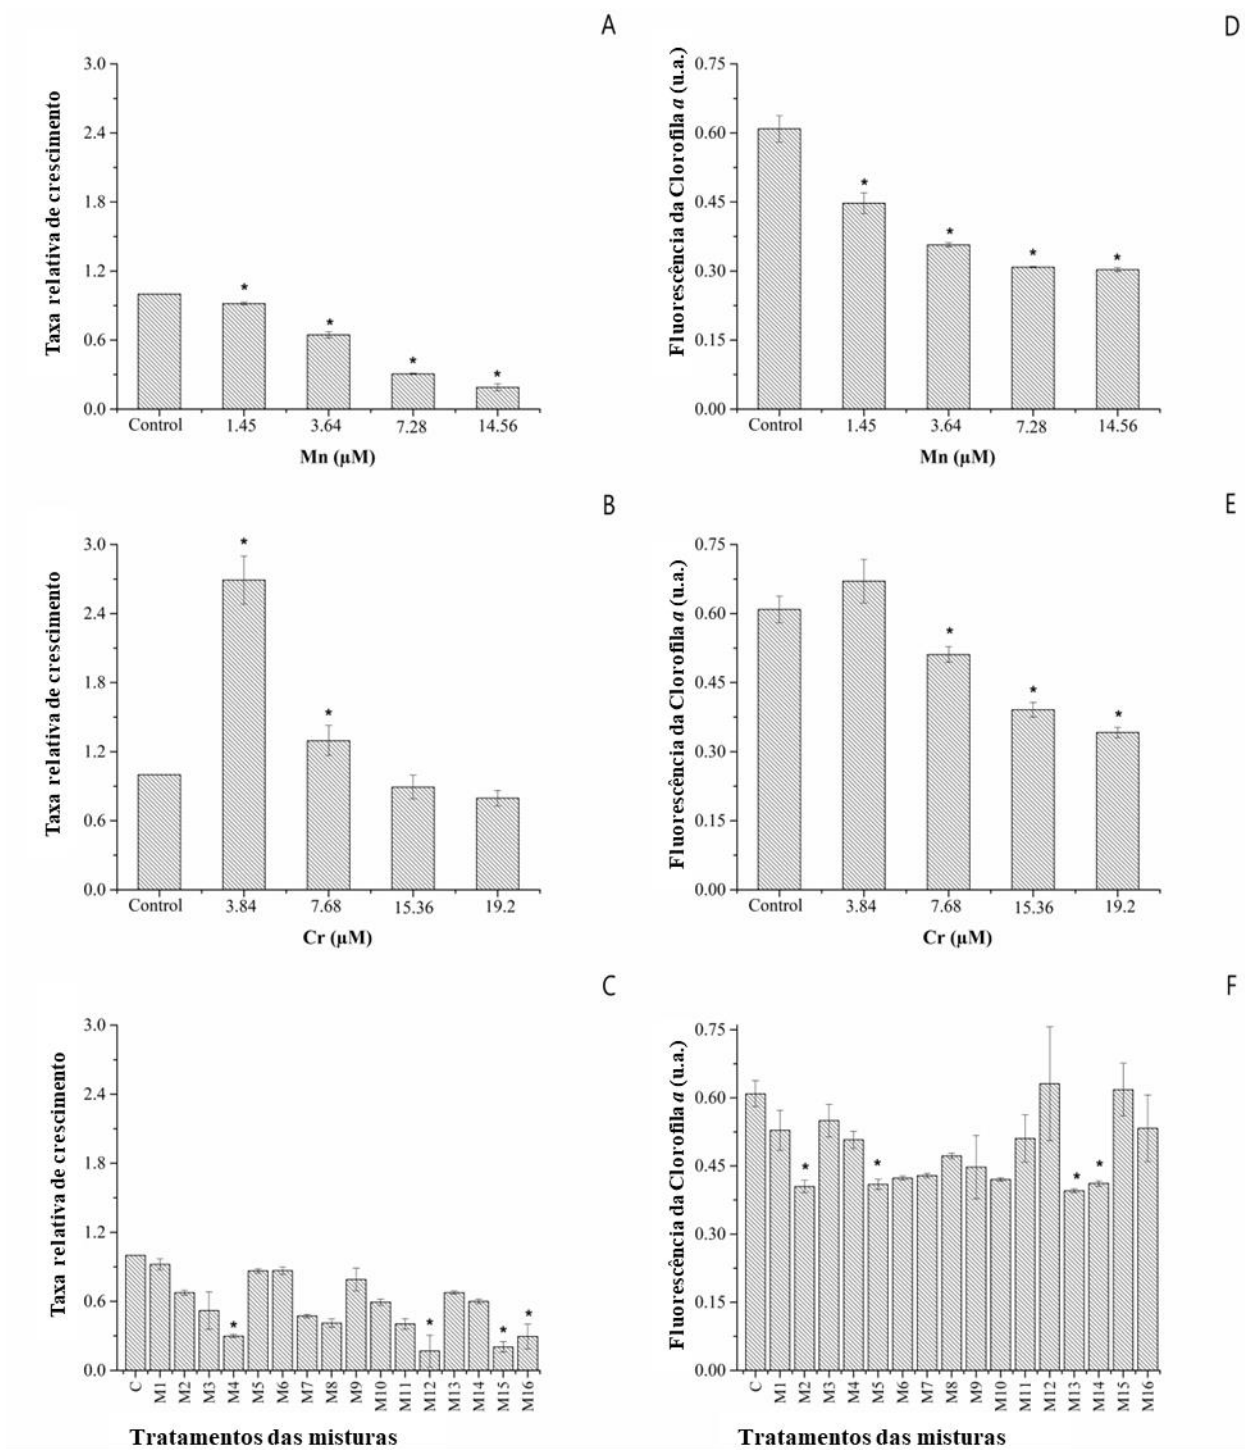 A
Taxa relativa de crescimento
3.0
2.4
1.8
1.2
0.6
0.0
* * * *
Control 1.45 3.64 7.28 14.56
Mn (µM)
D
Fluorescência da Clorofila a (u.a.)
0.75
0.60
0.45
0.30
0.15
0.00
* * * *
Control 1.45 3.64 7.28 14.56
Mn (µM)
B
Taxa relativa de crescimento
3.0
2.4
1.8
1.2
0.6
0.0
* *
Control 3.84 7.68 15.36 19.2
Cr (µM)
E
Fluorescência da Clorofila a (u.a.)
0.75
0.60
0.45
0.30
0.15
0.00
* * *
Control 3.84 7.68 15.36 19.2
Cr (µM)
C
Taxa relativa de crescimento
3.0
2.4
1.8
1.2
0.6
0.0
* * * *
C M1 M2 M3 M4 M5 M6 M7 M8 M9 M10 M11 M12 M13 M14 M15 M16
Tratamentos das misturas
F
Fluorescência da Clorofila a (u.a.)
0.75
0.60
0.45
0.30
0.15
0.00
* * * *
C M1 M2 M3 M4 M5 M6 M7 M8 M9 M10 M11 M12 M13 M14 M15 M16
Tratamentos das misturas